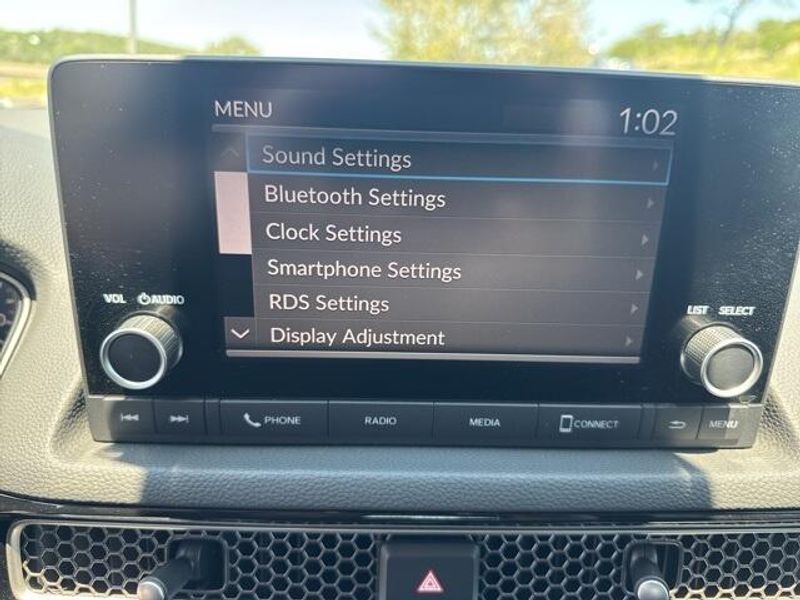 MENU 1:02
Sound Settings
Bluetooth Settings
Clock Settings
Smartphone Settings
RDS Settings
Display Adjustment
VOL AUDIO
LIST SELECT
PHONE RADIO MEDIA CONNECT MENU